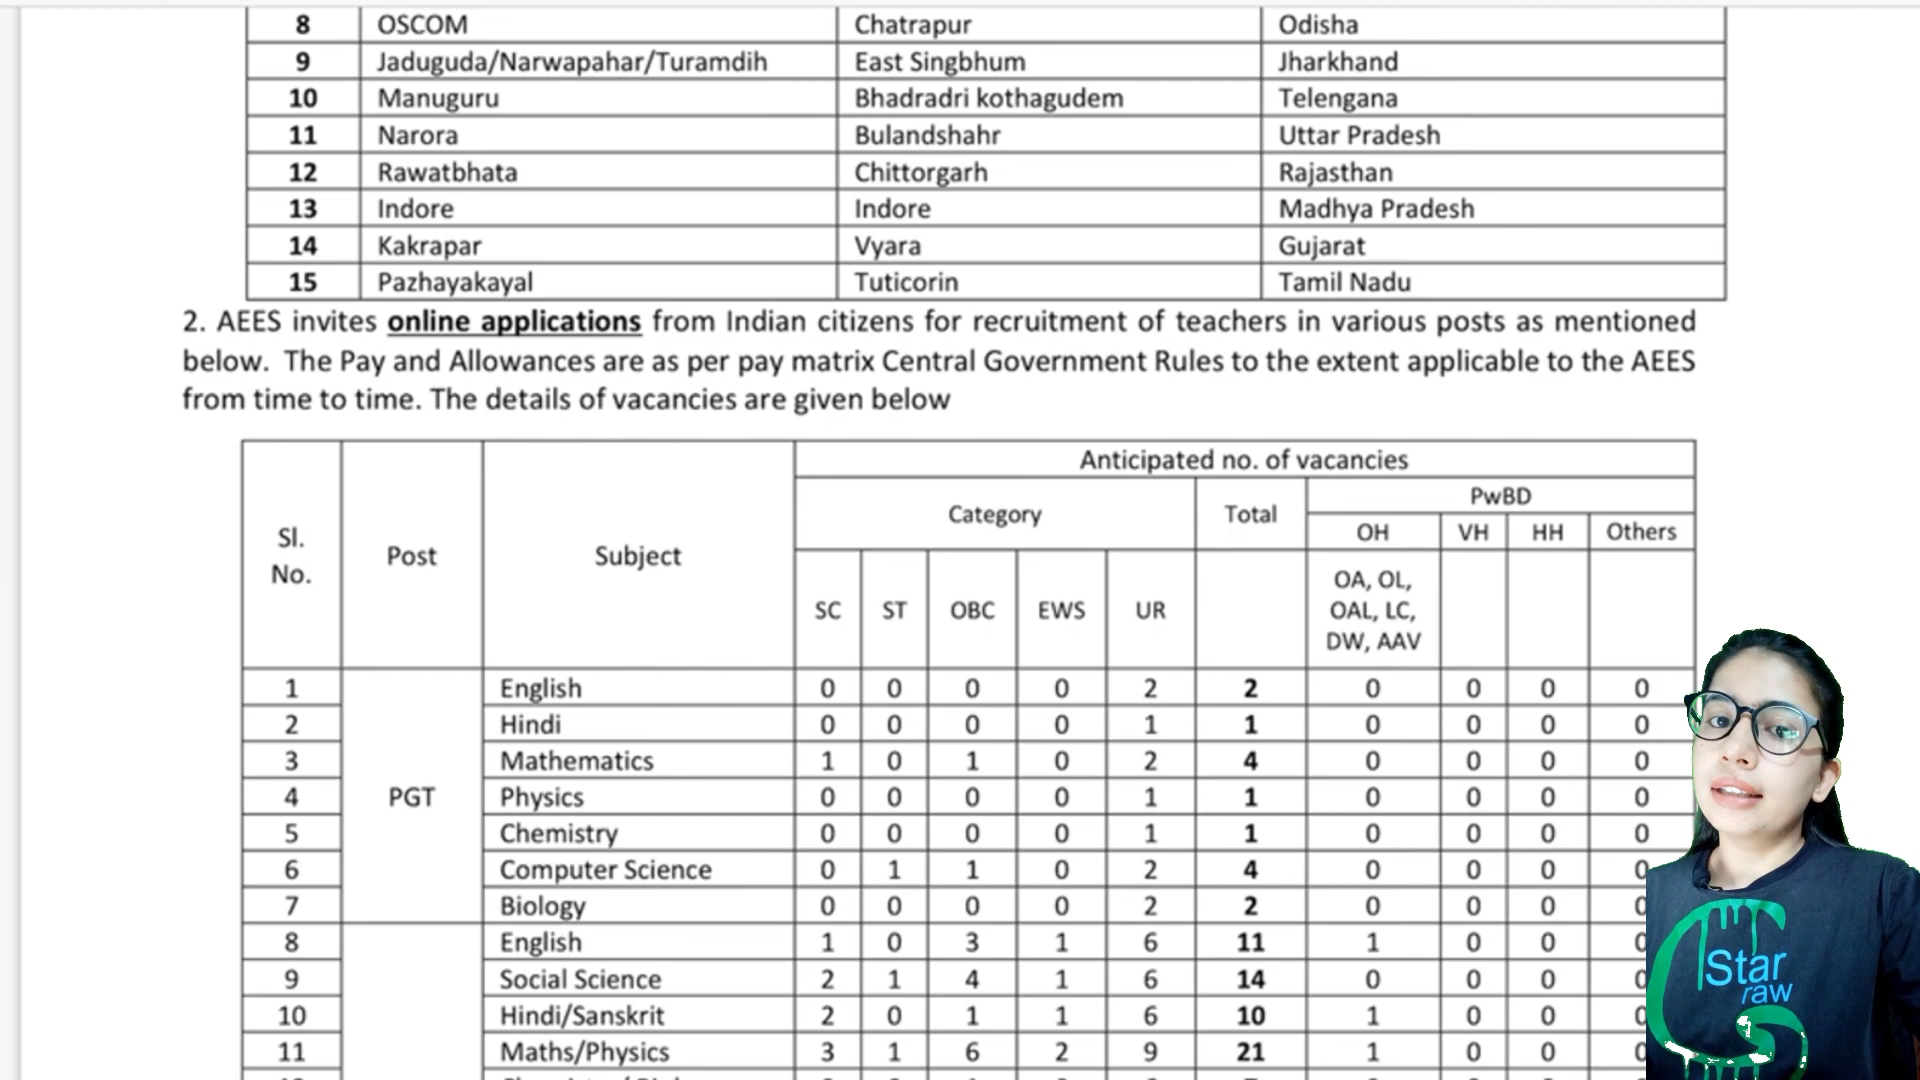 8 OSCOM Chatrapur Odisha
9 Jaduguda/Narwapahar/Turamdih East Singbhum Jharkhand
10 Manuguru Bhadradri kothagudem Telengana
11 Narora Bulandshahr Uttar Pradesh
12 Rawatbhata Chittorgarh Rajasthan
13 Indore Indore Madhya Pradesh
14 Kakrapar Vyara Gujarat
15 Pazhayakayal Tuticorin Tamil Nadu
2. AEES invites online applications from Indian citizens for recruitment of teachers in various posts as mentioned
below. The Pay and Allowances are as per pay matrix Central Government Rules to the extent applicable to the AEES
from time to time. The details of vacancies are given below
Anticipated no. of vacancies
Sl. No. Post Subject Category Total PwBD
OH VH HH Others
SC ST OBC EWS UR OA, OL,
OAL, LC,
DW, AAV
1 English 0 0 0 0 2 2 0 0 0 0
2 Hindi 0 0 0 0 1 1 0 0 0 0
3 Mathematics 1 0 1 0 2 4 0 0 0 0
4 PGT Physics 0 0 0 0 1 1 0 0 0 0
5 Chemistry 0 0 0 0 1 1 0 0 0 0
6 Computer Science 0 1 1 0 2 4 0 0 0 0
7 Biology 0 0 0 0 2 2 0 0 0 0
8 English 1 0 3 1 6 11 1 0 0 0
9 Social Science 2 1 4 1 6 14 0 0 0 0
10 Hindi/Sanskrit 2 0 1 1 6 10 1 0 0 0
11 Maths/Physics 3 1 6 2 9 21 1 0 0 0
Star
raw